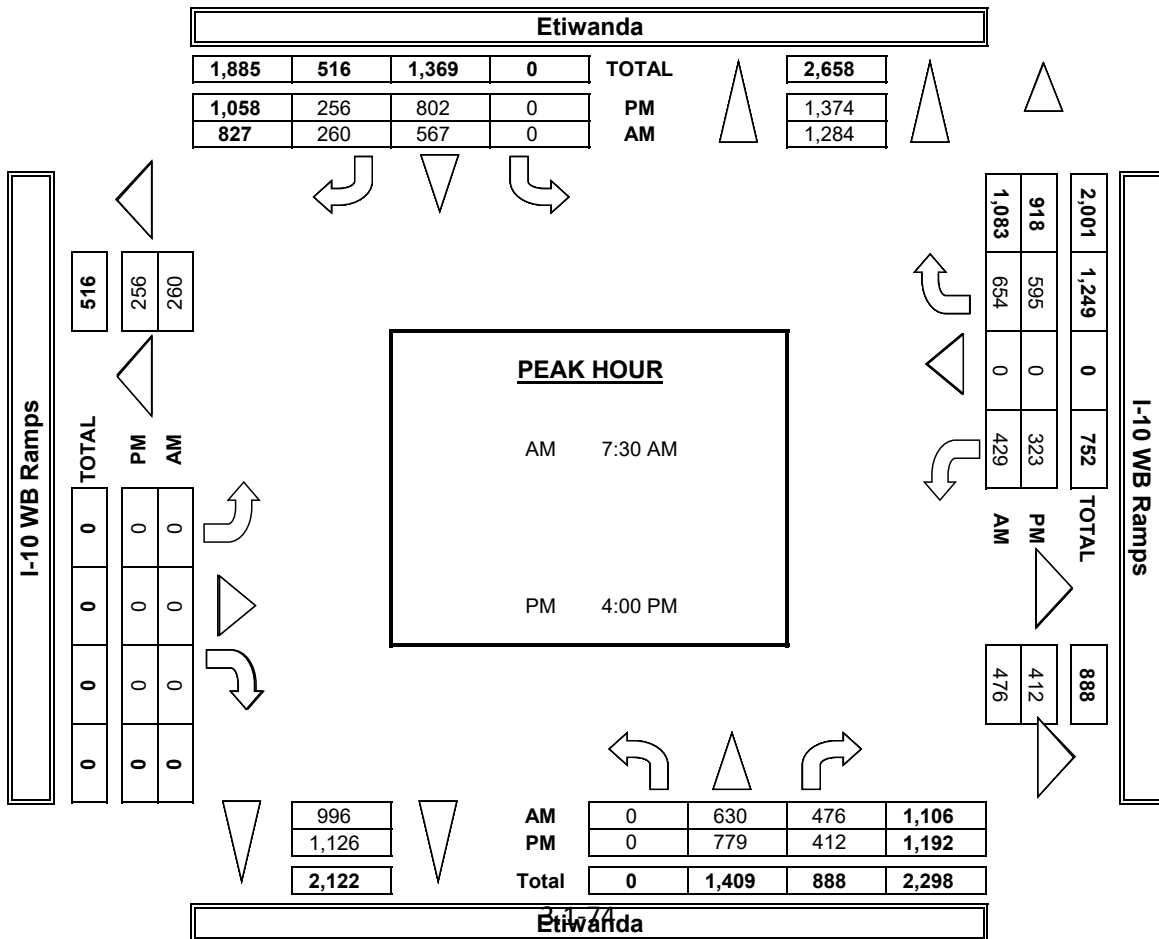 Etiwanda
1,885 516 1,369 0 TOTAL 2,658
1,058 256 802 0 PM 1,374
827 260 567 0 AM 1,284
I-10 WB Ramps
516
256
260
TOTAL
PM
AM
0 0 0 0
0 0 0 0
0 0 0 0
PEAK HOUR
AM 7:30 AM
PM 4:00 PM
2,001 1,249 0 752 TOTAL 888
918 595 0 323 PM 412
1,083 654 0 429 AM 476
I-10 WB Ramps
996 AM 0 630 476 1,106
1,126 PM 0 779 412 1,192
2,122 Total 0 1,409 888 2,298
Etiwanda
3.1-74